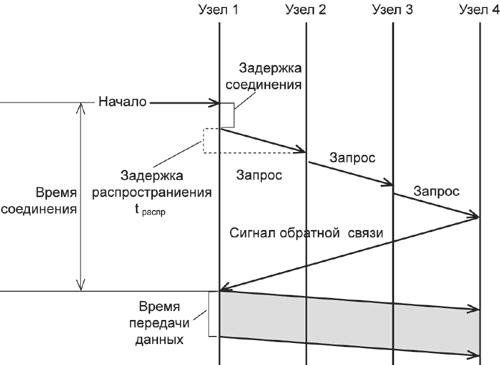 Узел 1 Узел 2 Узел 3 Узел 4
Задержка
соединения
Начало
Задержка
распространиения
t распр
Время
соединения
Запрос
Запрос
Запрос
Сигнал обратной связи
Время
передачи
данных